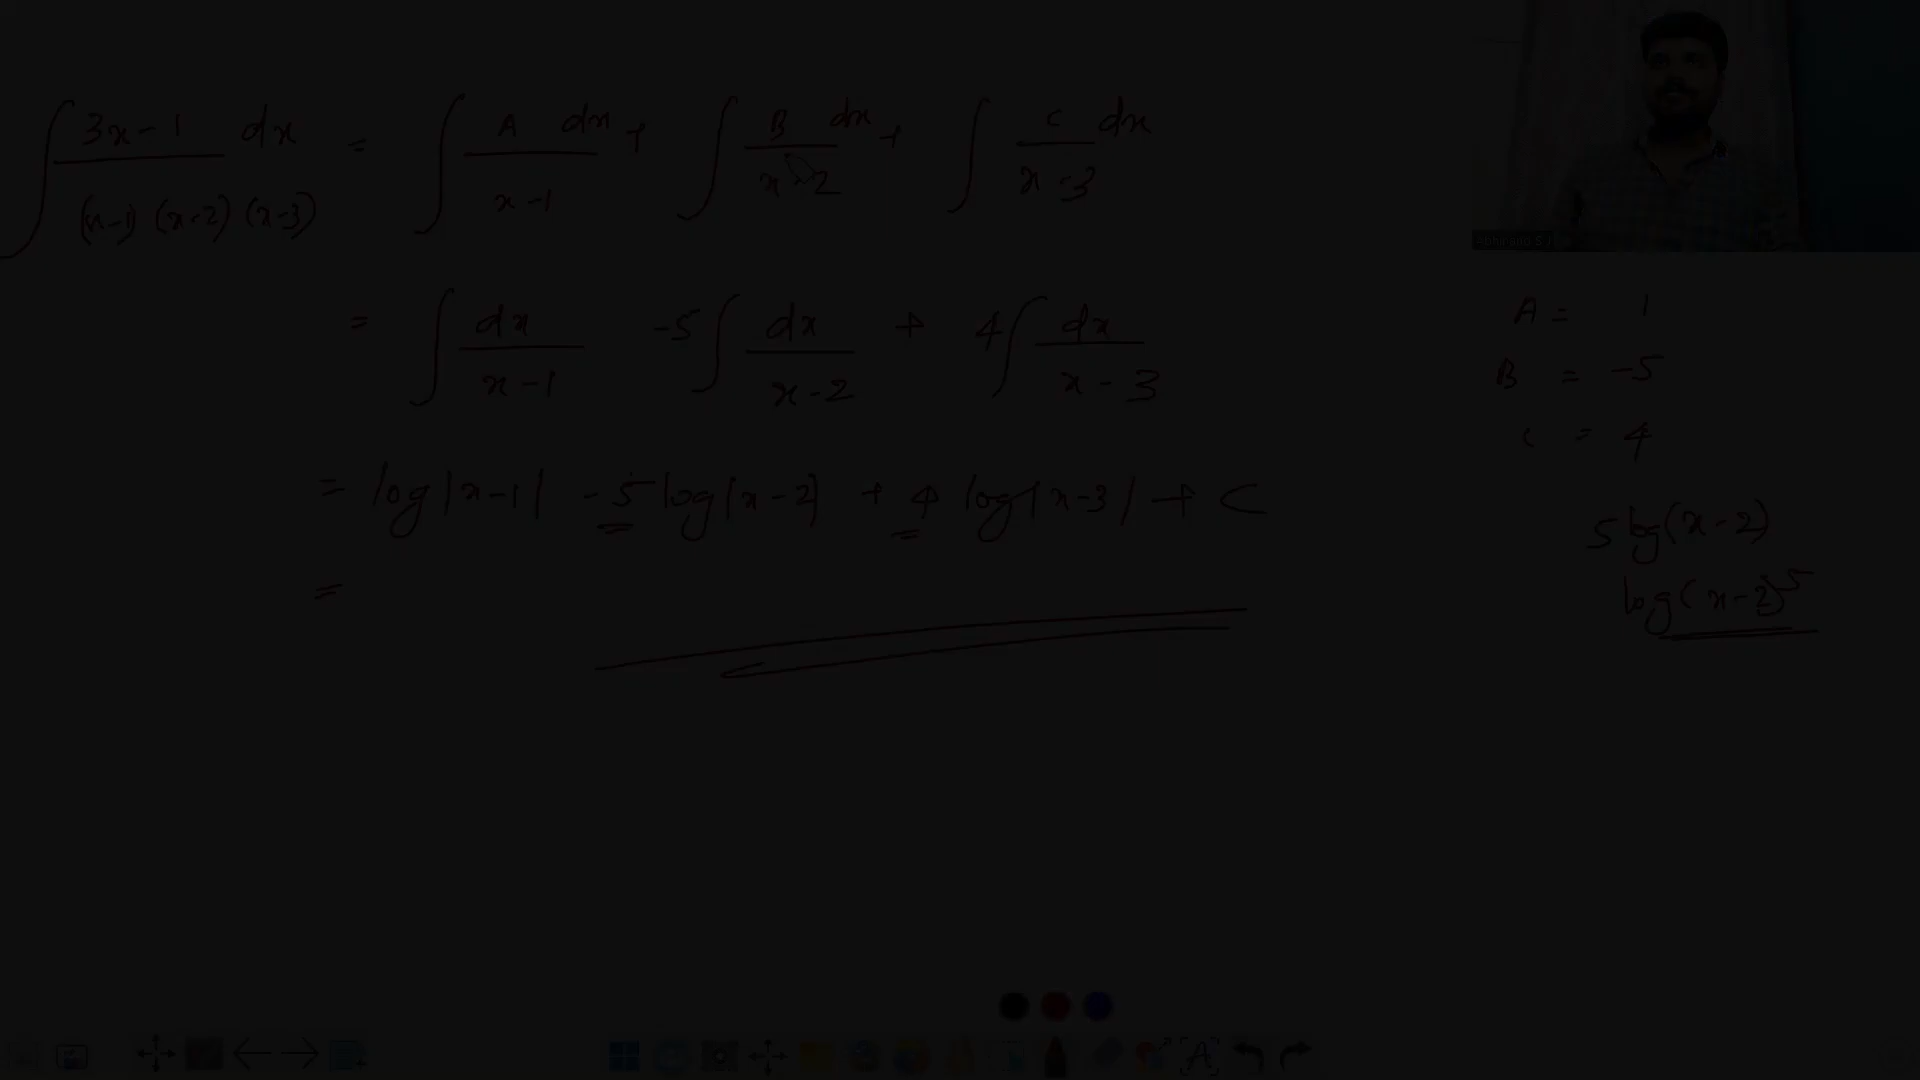 ∫ (3x-1)/((x-1)(x-2)(x-3)) dx = ∫ A/(x-1) dx + ∫ B/(x-2) dx + ∫ C/(x-3) dx
= ∫ dx/(x-1) -5 ∫ dx/(x-2) + 4 ∫ dx/(x-3)
= log|x-1| - 5 log|x-2| + 4 log|x-3| + C
=
A = 1
B = -5
C = 4
5 log(x-2)
log(x-2)^5